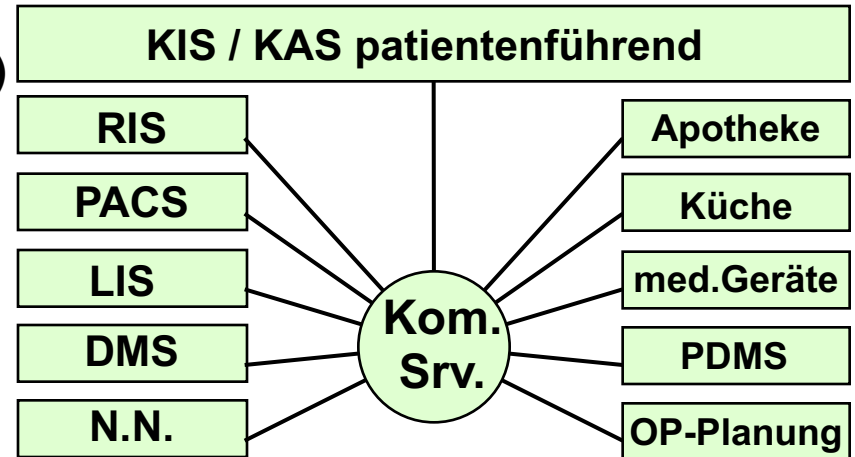 )
KIS / KAS patientenführend
RIS
PACS
LIS
DMS
N.N.
Kom.
Srv.
Apotheke
Küche
med.Geräte
PDMS
OP-Planung